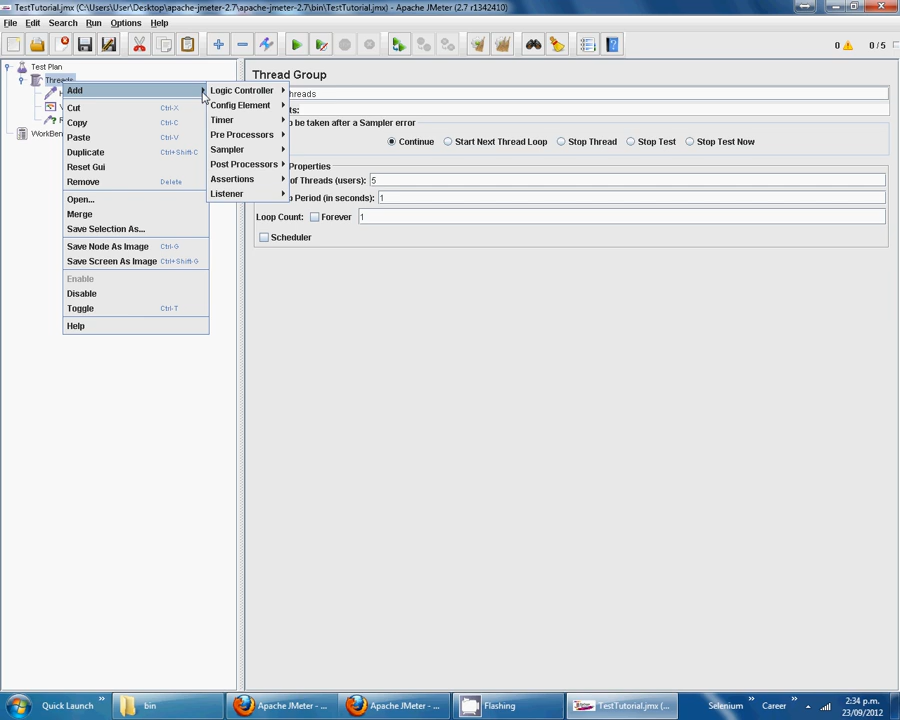 TestTutorial.jmx (C:\Users\User\Desktop\apache-jmeter-2.7\apache-jmeter-2.7\bin\TestTutorial.jmx) - Apache JMeter (2.7 r1342410)
File Edit Search Run Options Help
0 0 / 5
Test Plan
Threads
WorkBen
Add
Cut Ctrl-X
Copy Ctrl-C
Paste Ctrl-V
Duplicate Ctrl+Shift-C
Reset Gui
Remove Delete
Open...
Merge
Save Selection As...
Save Node As Image Ctrl-G
Save Screen As Image Ctrl+Shift-G
Enable
Disable
Toggle Ctrl-T
Help
Logic Controller
Config Element
Timer
Pre Processors
Sampler
Post Processors
Assertions
Listener
Thread Group
hreads
ts:
o be taken after a Sampler error
Continue Start Next Thread Loop Stop Thread Stop Test Stop Test Now
Properties
of Threads (users): 5
Period (in seconds): 1
Loop Count: Forever 1
Scheduler
Quick Launch bin Apache JMeter - ... Apache JMeter - ... Flashing TestTutorial.jmx (... Selenium Career
2:34 p.m.
23/09/2012